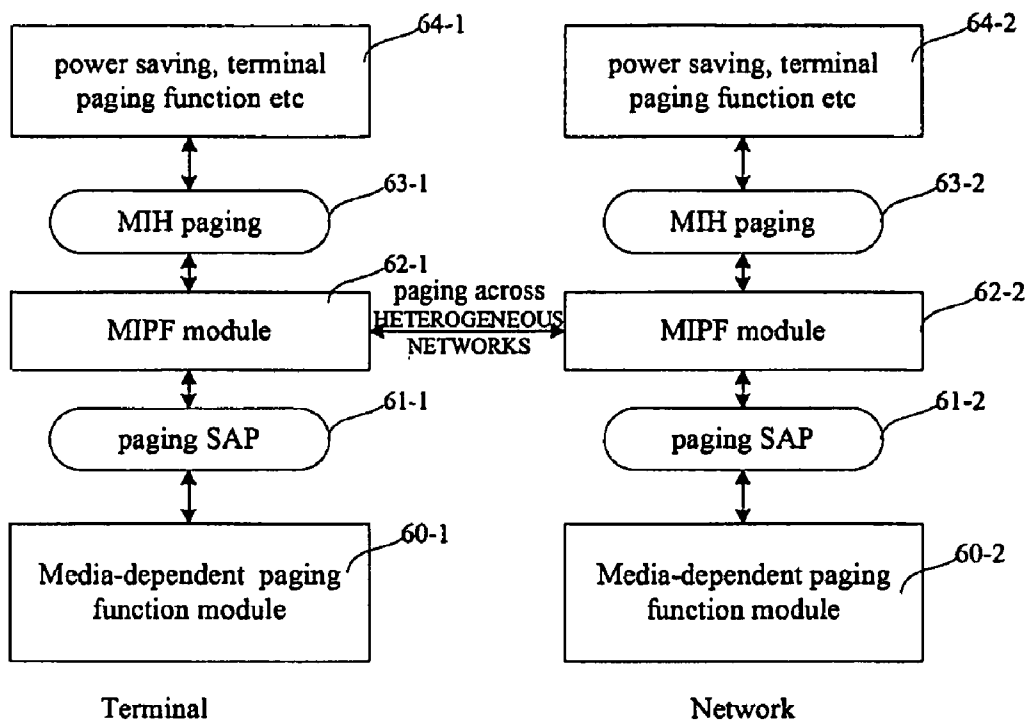 64-1
64-2
power saving, terminal
paging function etc
power saving, terminal
paging function etc
63-1
63-2
MIH paging
MIH paging
62-1
62-2
paging across
HETEROGENEOUS
NETWORKS
MIPF module
MIPF module
61-1
61-2
paging SAP
paging SAP
60-1
60-2
Media-dependent paging
function module
Media-dependent paging
function module
Terminal
Network